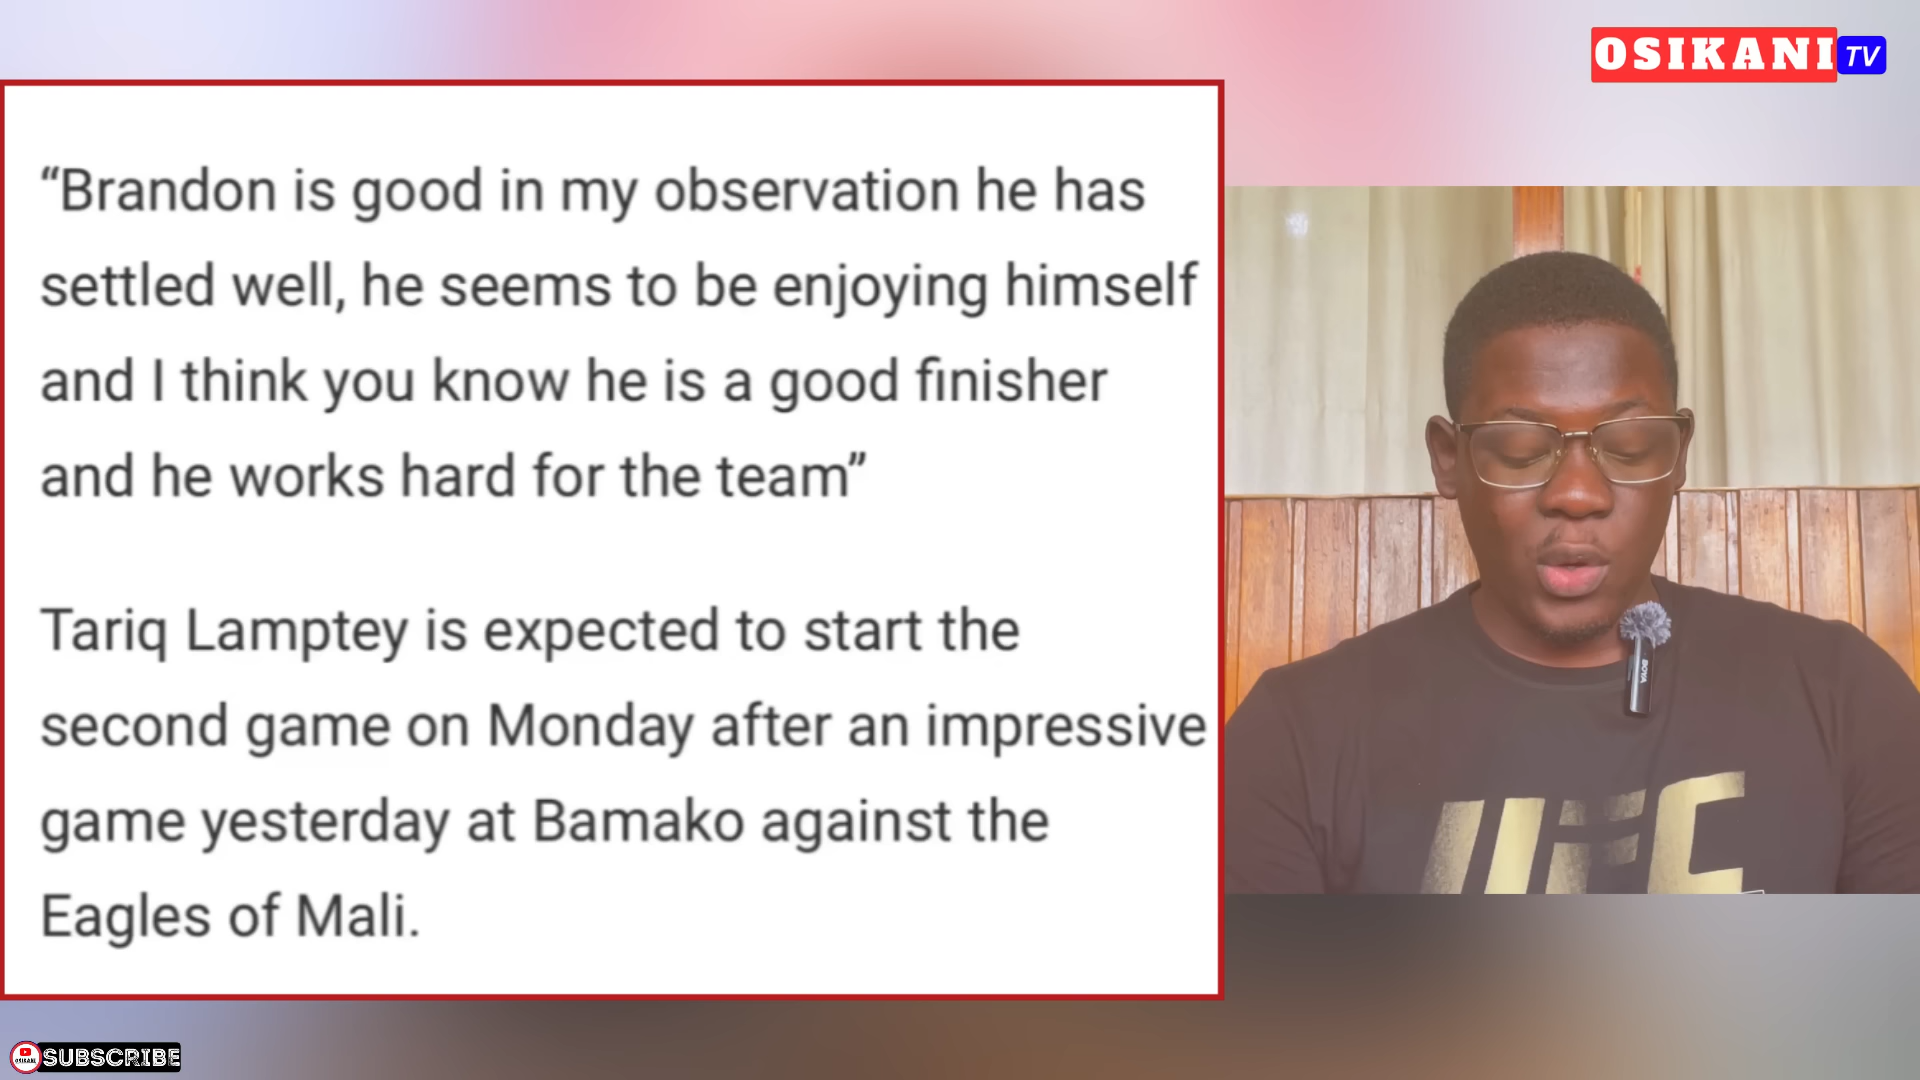 OSIKANI TV
“Brandon is good in my observation he has
settled well, he seems to be enjoying himself
and I think you know he is a good finisher
and he works hard for the team”
Tariq Lamptey is expected to start the
second game on Monday after an impressive
game yesterday at Bamako against the
Eagles of Mali.
BOYA
UFC
OSIKANI
SUBSCRIBE